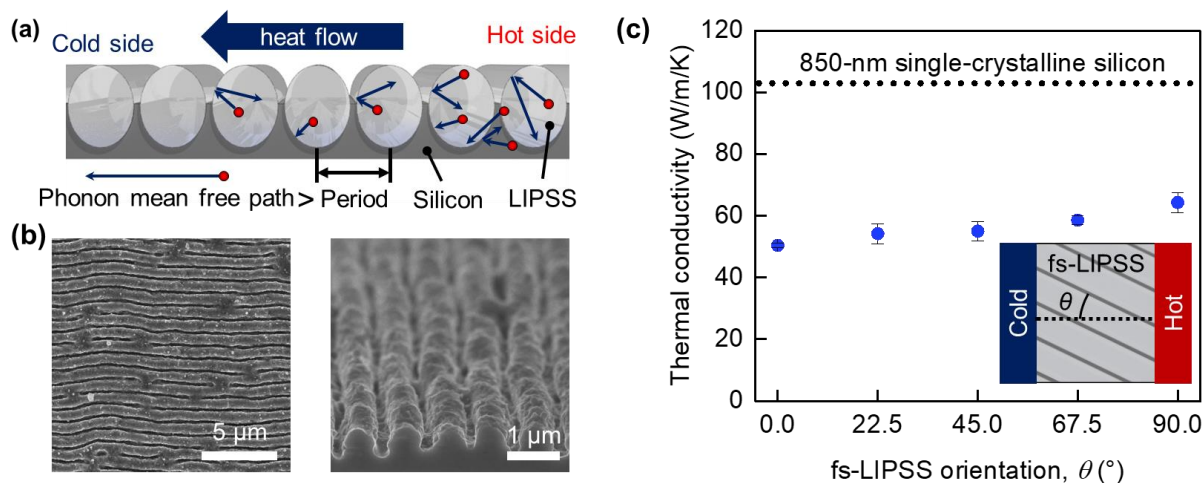 (a)
Cold side
heat flow
Hot side
Phonon mean free path > Period
Silicon
LIPSS
(b)
5 μm
1 μm
(c)
120
100
80
60
40
20
0
Thermal conductivity (W/m/K)
850-nm single-crystalline silicon
fs-LIPSS
θ
Cold
Hot
0.0 22.5 45.0 67.5 90.0
fs-LIPSS orientation, θ (°)